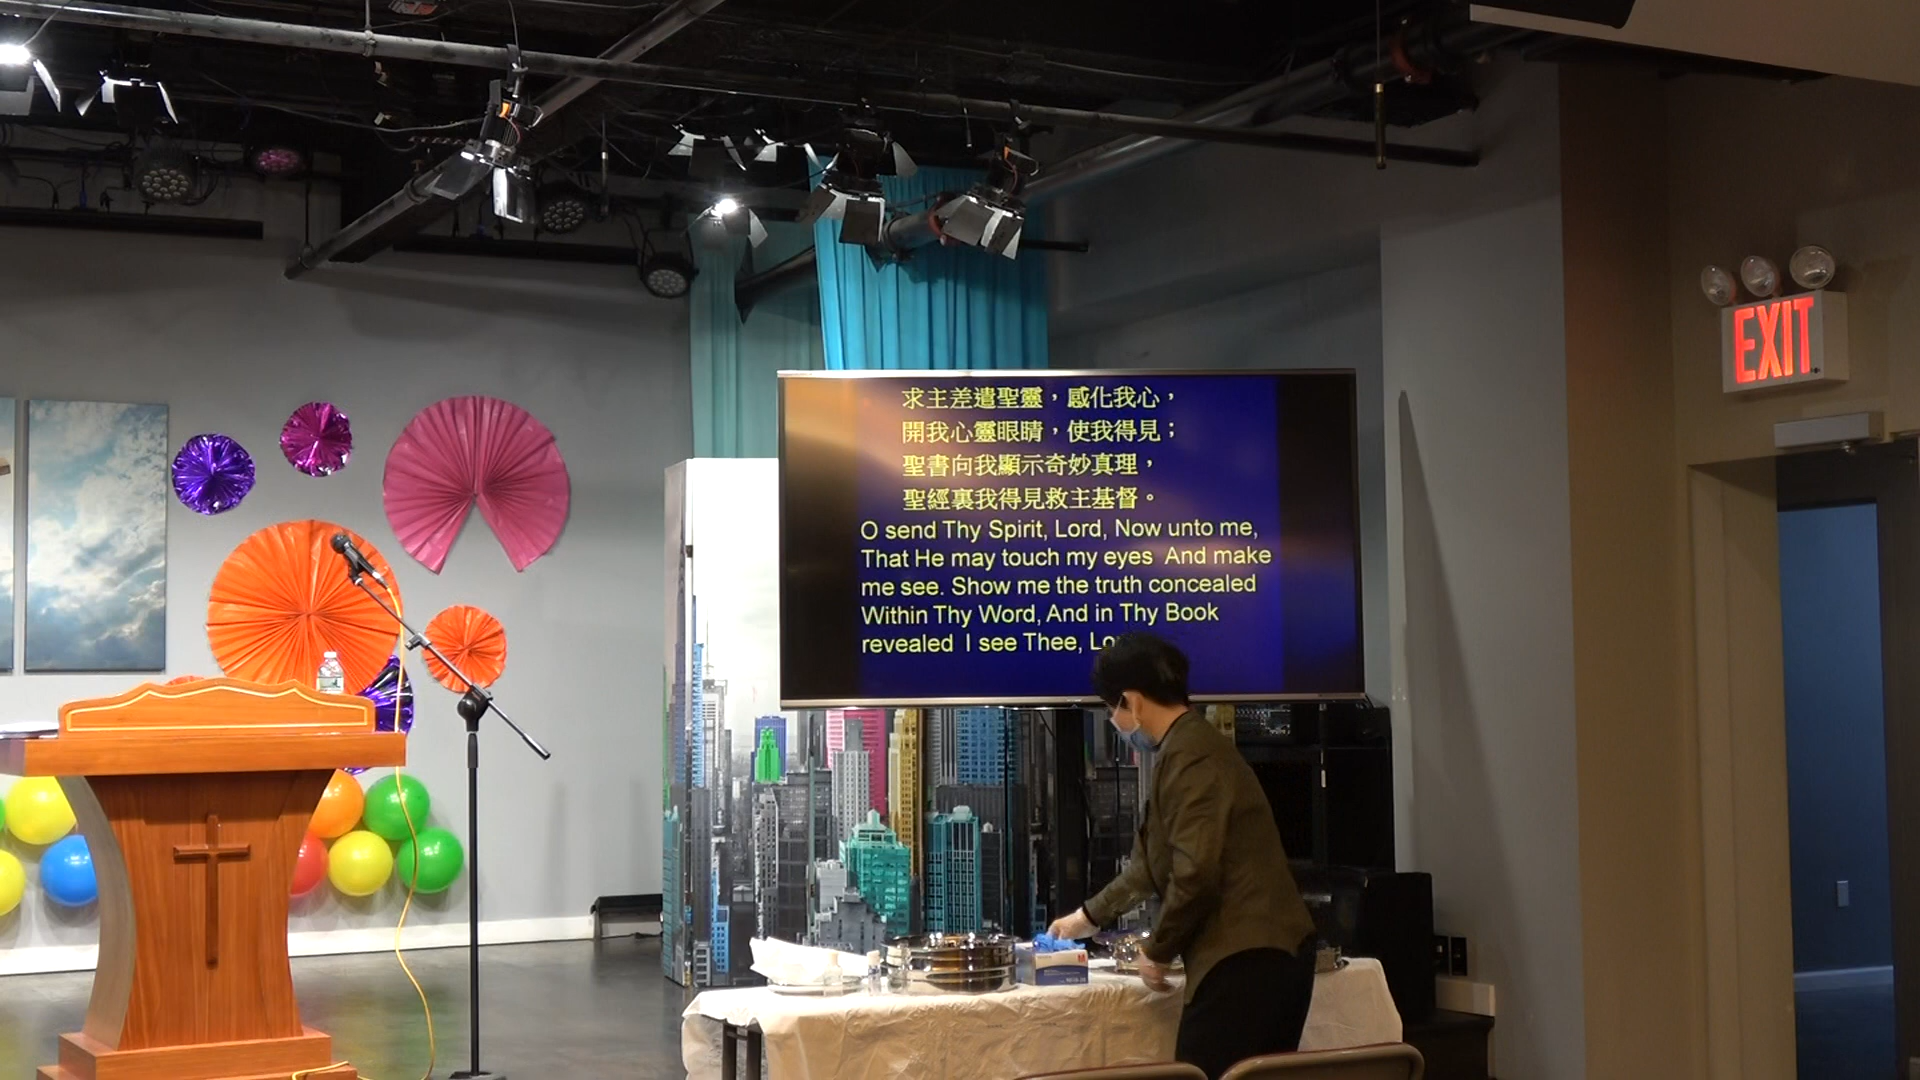 求主差遣聖靈，感化我心，
開我心靈眼睛，使我得見；
聖書向我顯示奇妙真理，
聖經裏我得見救主基督。
O send Thy Spirit, Lord, Now unto me,
That He may touch my eyes And make
me see. Show me the truth concealed
Within Thy Word, And in Thy Book
revealed I see Thee,
EXIT